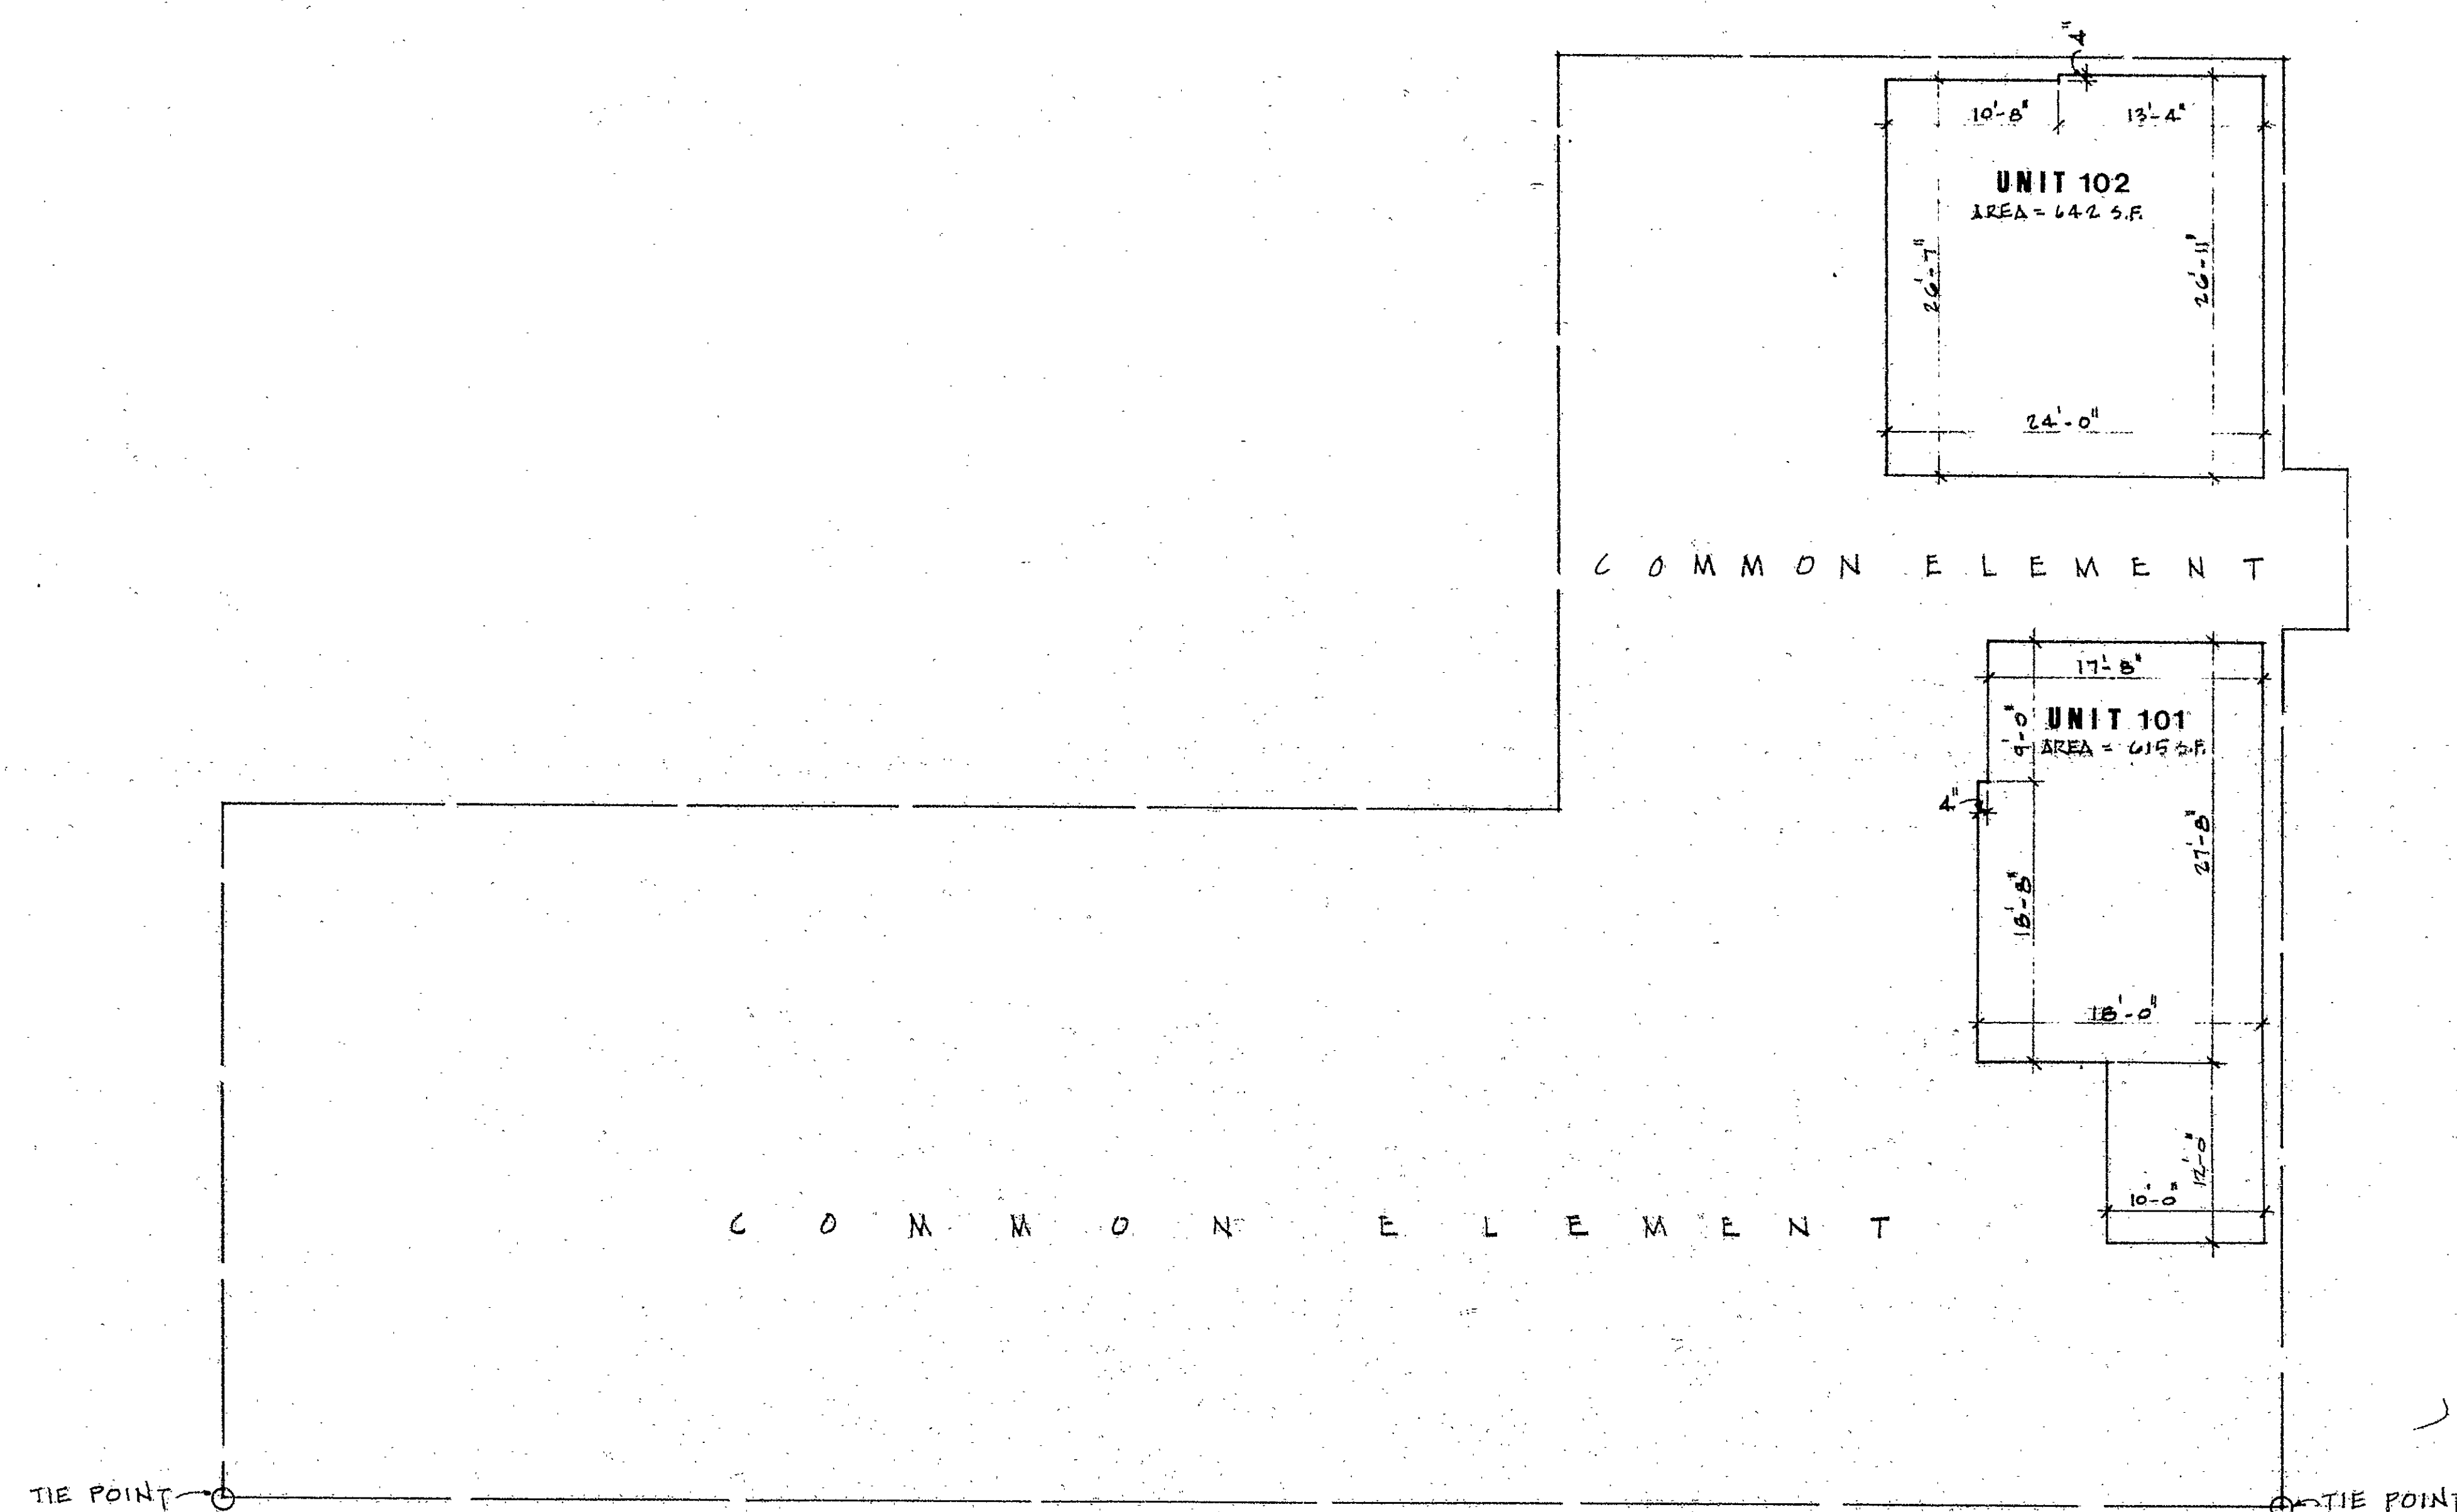 4"
10'-8" 13'-4"
UNIT 102
AREA = 642 S.F.
26'-7" 26'-11"
24'-0"
COMMON ELEMENT
17'-8"
9'-0"
UNIT 101
AREA = 615 S.F.
4"
27'-8"
18'-8"
18'-0"
12'-0"
10'-0"
COMMON ELEMENT
TIE POINT TIE POINT